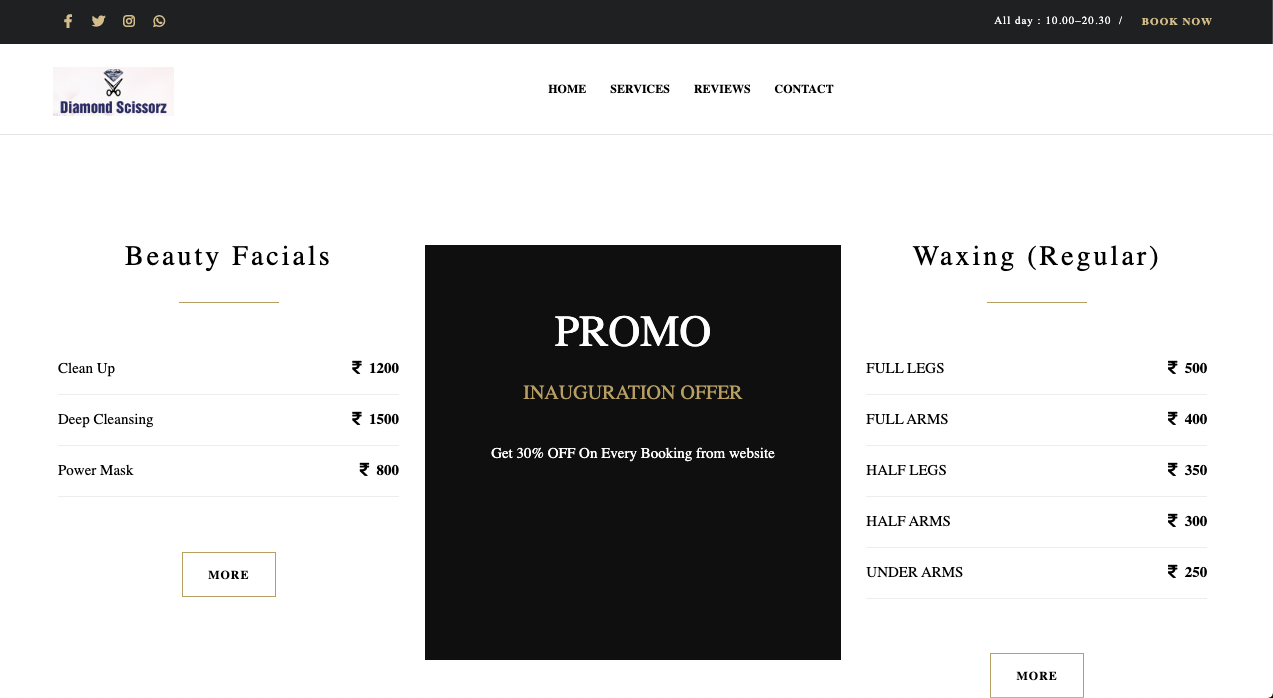 All day : 10.00–20.30 / BOOK NOW
Diamond Scissorz
HOME SERVICES REVIEWS CONTACT
Beauty Facials
Clean Up ₹ 1200
Deep Cleansing ₹ 1500
Power Mask ₹ 800
MORE
PROMO
INAUGURATION OFFER
Get 30% OFF On Every Booking from website
Waxing (Regular)
FULL LEGS ₹ 500
FULL ARMS ₹ 400
HALF LEGS ₹ 350
HALF ARMS ₹ 300
UNDER ARMS ₹ 250
MORE